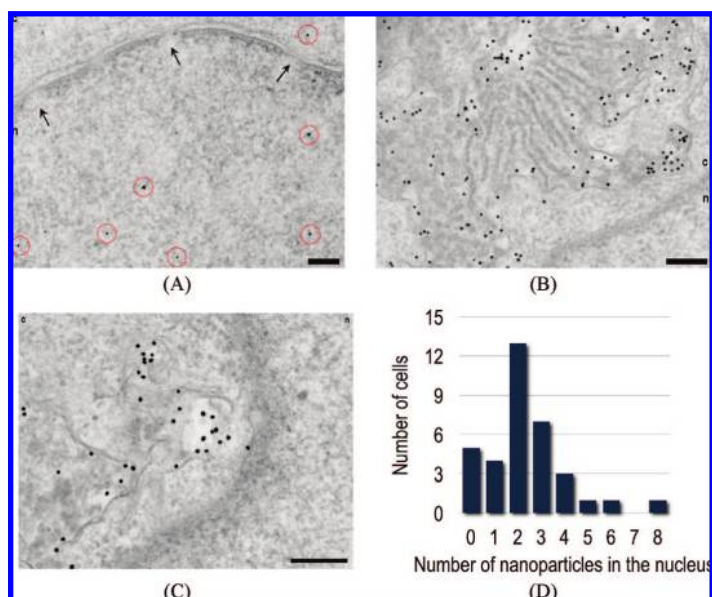 c
n
(A)
c
n
(B)
c
n
(C)
15
12
9
6
3
0
Number of cells
0 1 2 3 4 5 6 7 8
Number of nanoparticles in the nucleus
(D)